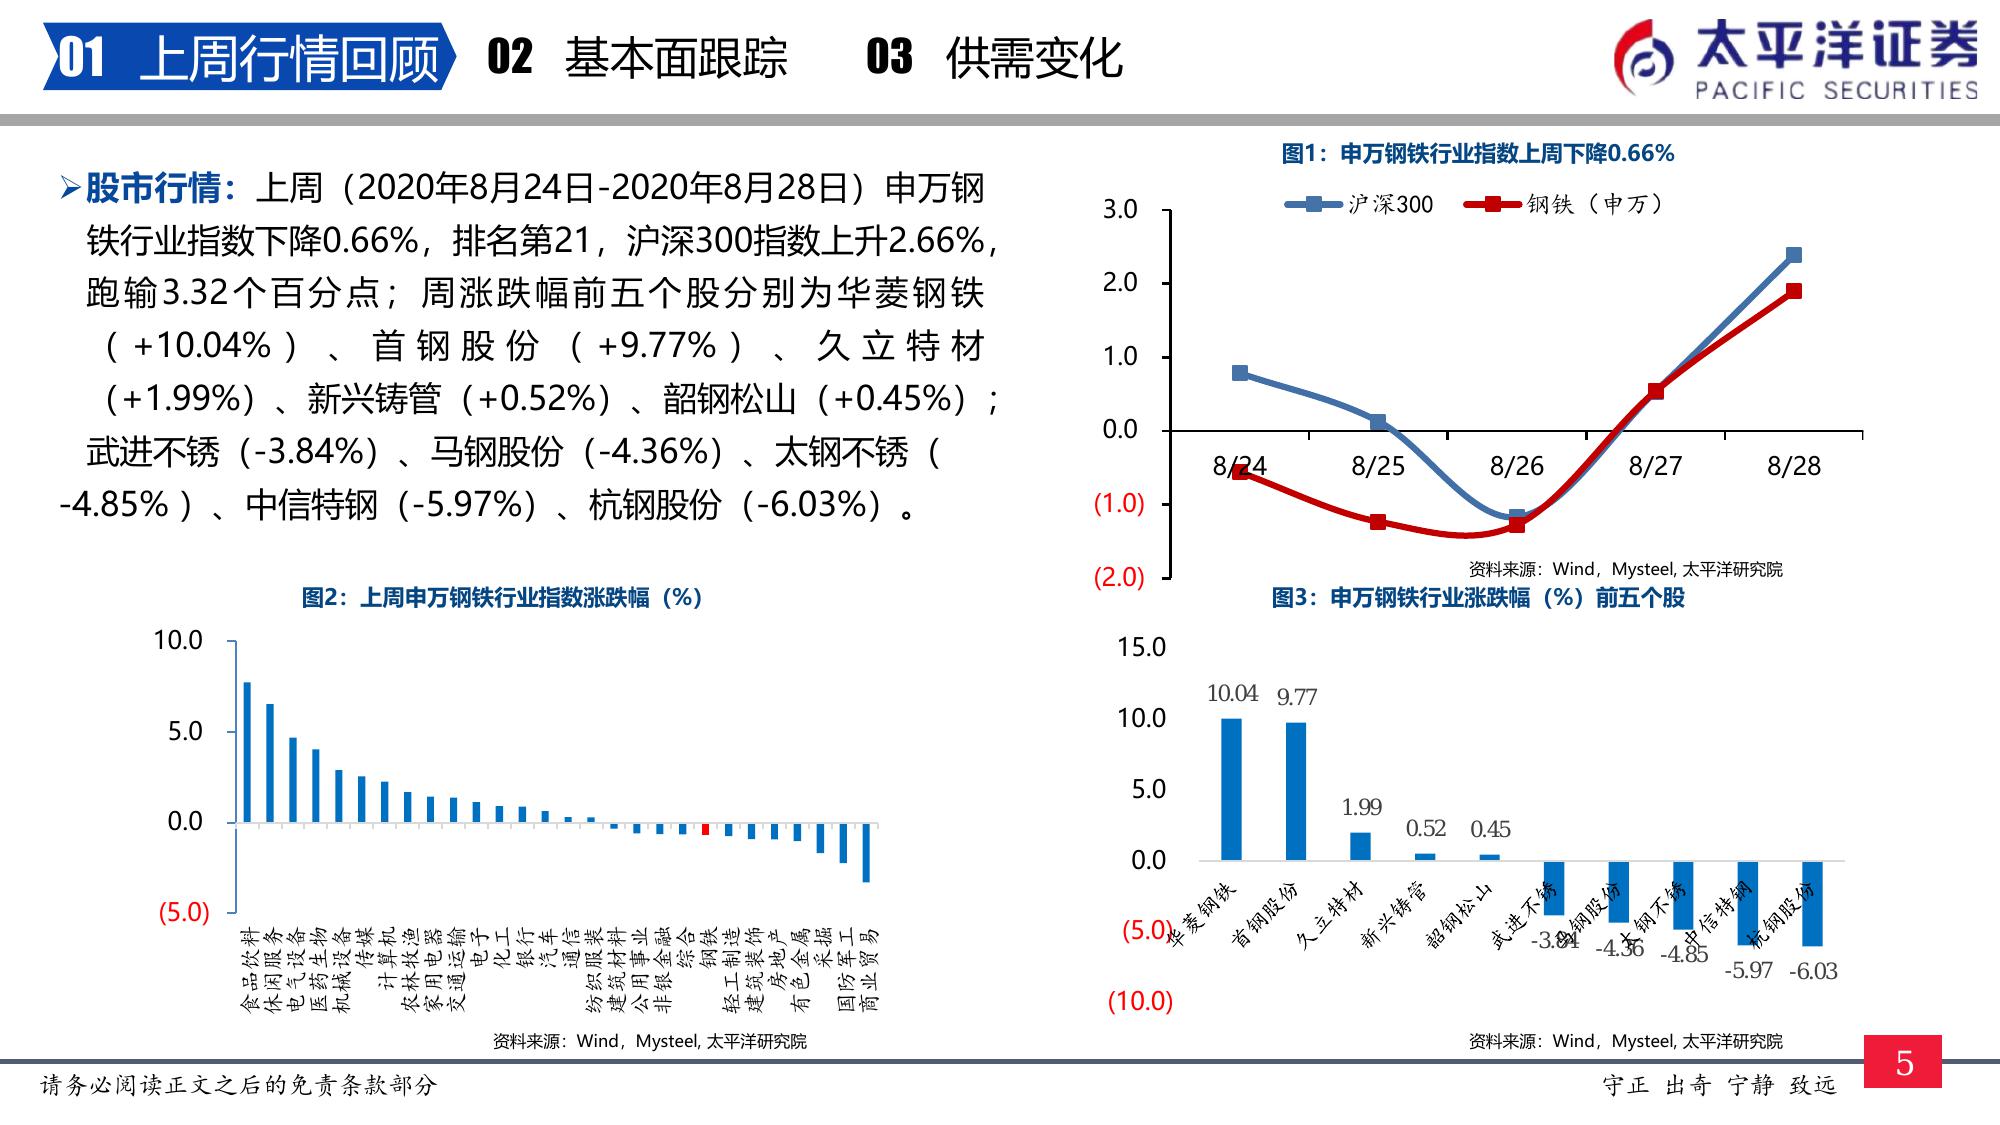 01 上周行情回顾 02 基本面跟踪 03 供需变化
太平洋证券
PACIFIC SECURITIES
➢股市行情：上周（2020年8月24日-2020年8月28日）申万钢
铁行业指数下降0.66%，排名第21，沪深300指数上升2.66%，
跑输3.32个百分点；周涨跌幅前五个股分别为华菱钢铁
（+10.04%）、首钢股份（+9.77%）、久立特材
（+1.99%）、新兴铸管（+0.52%）、韶钢松山（+0.45%）；
武进不锈（-3.84%）、马钢股份（-4.36%）、太钢不锈（
-4.85% ）、中信特钢（-5.97%）、杭钢股份（-6.03%）。
图1：申万钢铁行业指数上周下降0.66%
沪深300 钢铁（申万）
3.0
2.0
1.0
0.0
(1.0)
(2.0)
8/24 8/25 8/26 8/27 8/28
资料来源：Wind，Mysteel, 太平洋研究院
图2：上周申万钢铁行业指数涨跌幅（%）
10.0
5.0
0.0
(5.0)
食品饮料
休闲服务
电气设备
医药生物
机械设备
传媒
计算机
农林牧渔
家用电器
交通运输
电子
化工
银行
汽车
通信
纺织服装
建筑材料
公用事业
非银金融
综合
钢铁
轻工制造
建筑装饰
房地产
有色金属
采掘
国防军工
商业贸易
资料来源：Wind，Mysteel, 太平洋研究院
图3：申万钢铁行业涨跌幅（%）前五个股
15.0
10.0
5.0
0.0
(5.0)
(10.0)
10.04 9.77 1.99 0.52 0.45 -3.84 -4.36 -4.85 -5.97 -6.03
华菱钢铁
首钢股份
久立特材
新兴铸管
韶钢松山
武进不锈
马钢股份
太钢不锈
中信特钢
杭钢股份
资料来源：Wind，Mysteel, 太平洋研究院
请务必阅读正文之后的免责条款部分
守正 出奇 宁静 致远
5